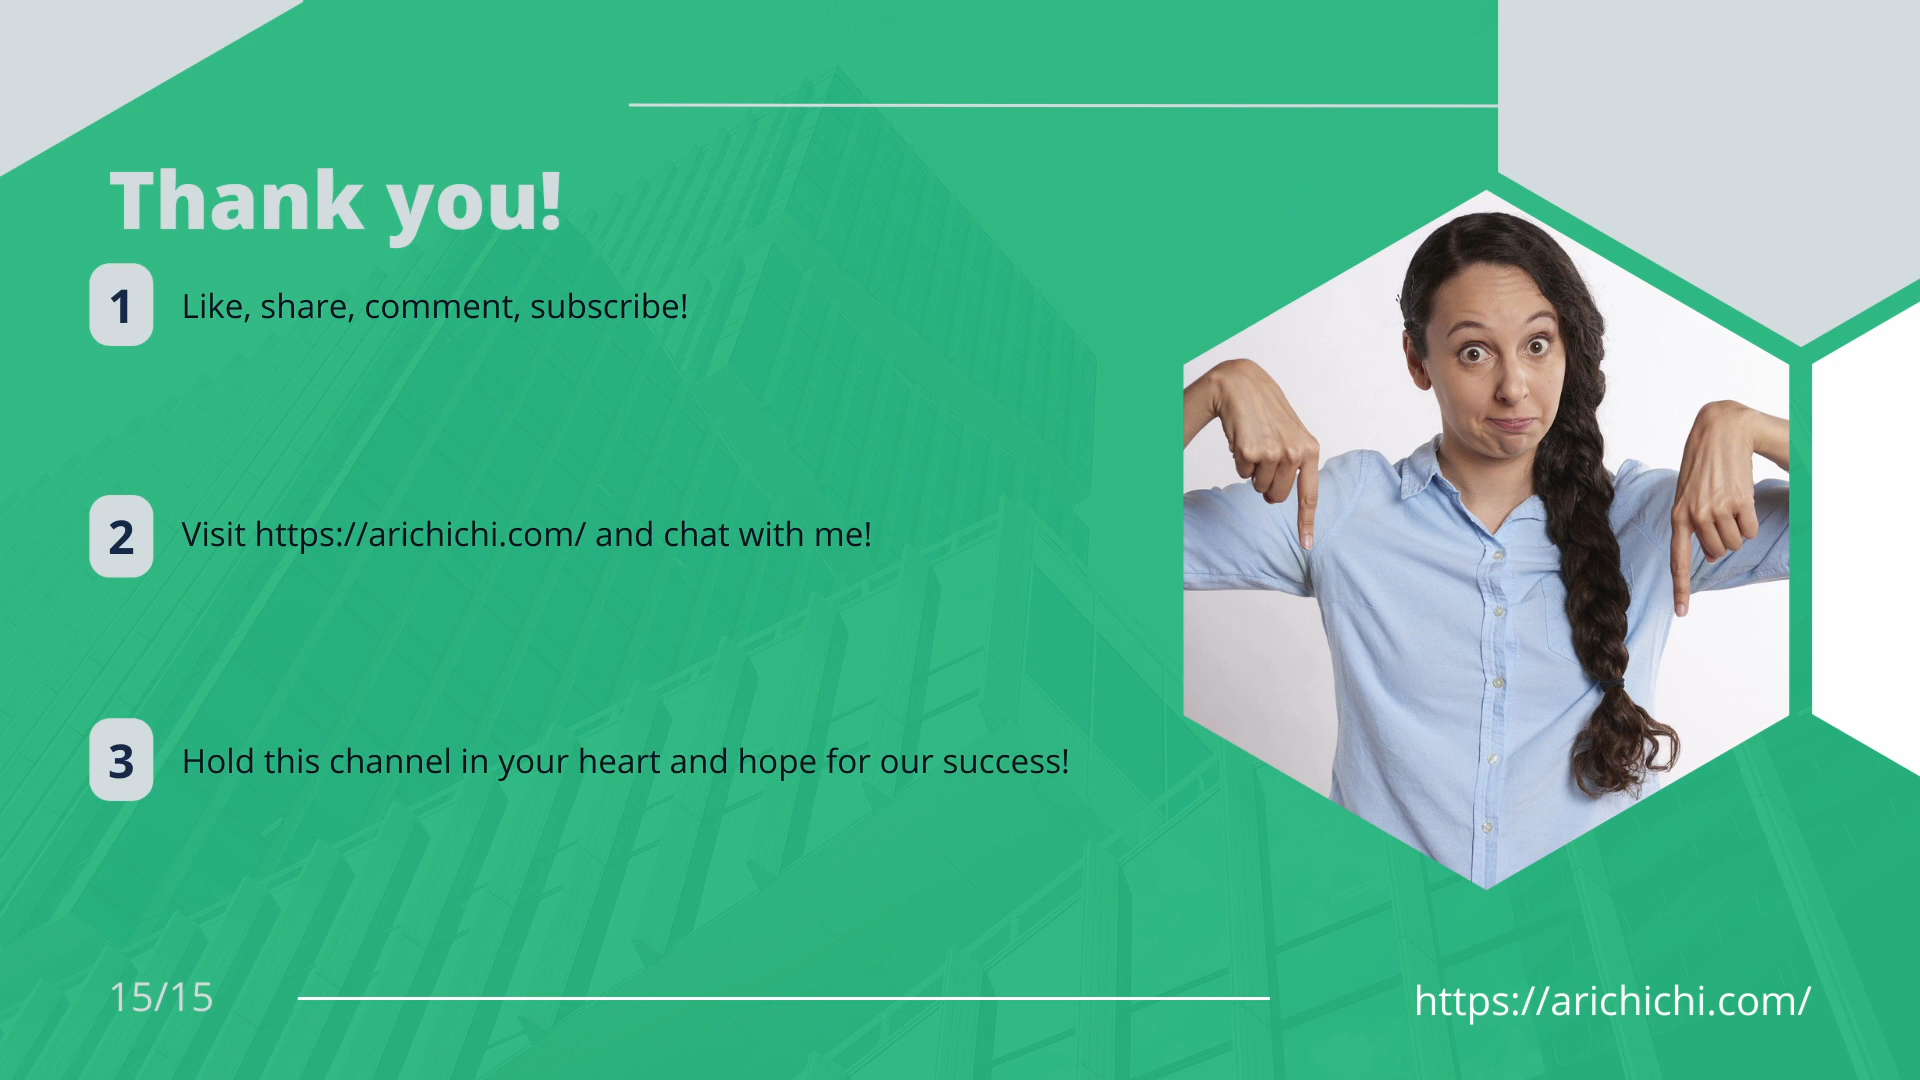 Thank you!
1
Like, share, comment, subscribe!
2
Visit https://arichichi.com/ and chat with me!
3
Hold this channel in your heart and hope for our success!
15/15
https://arichichi.com/